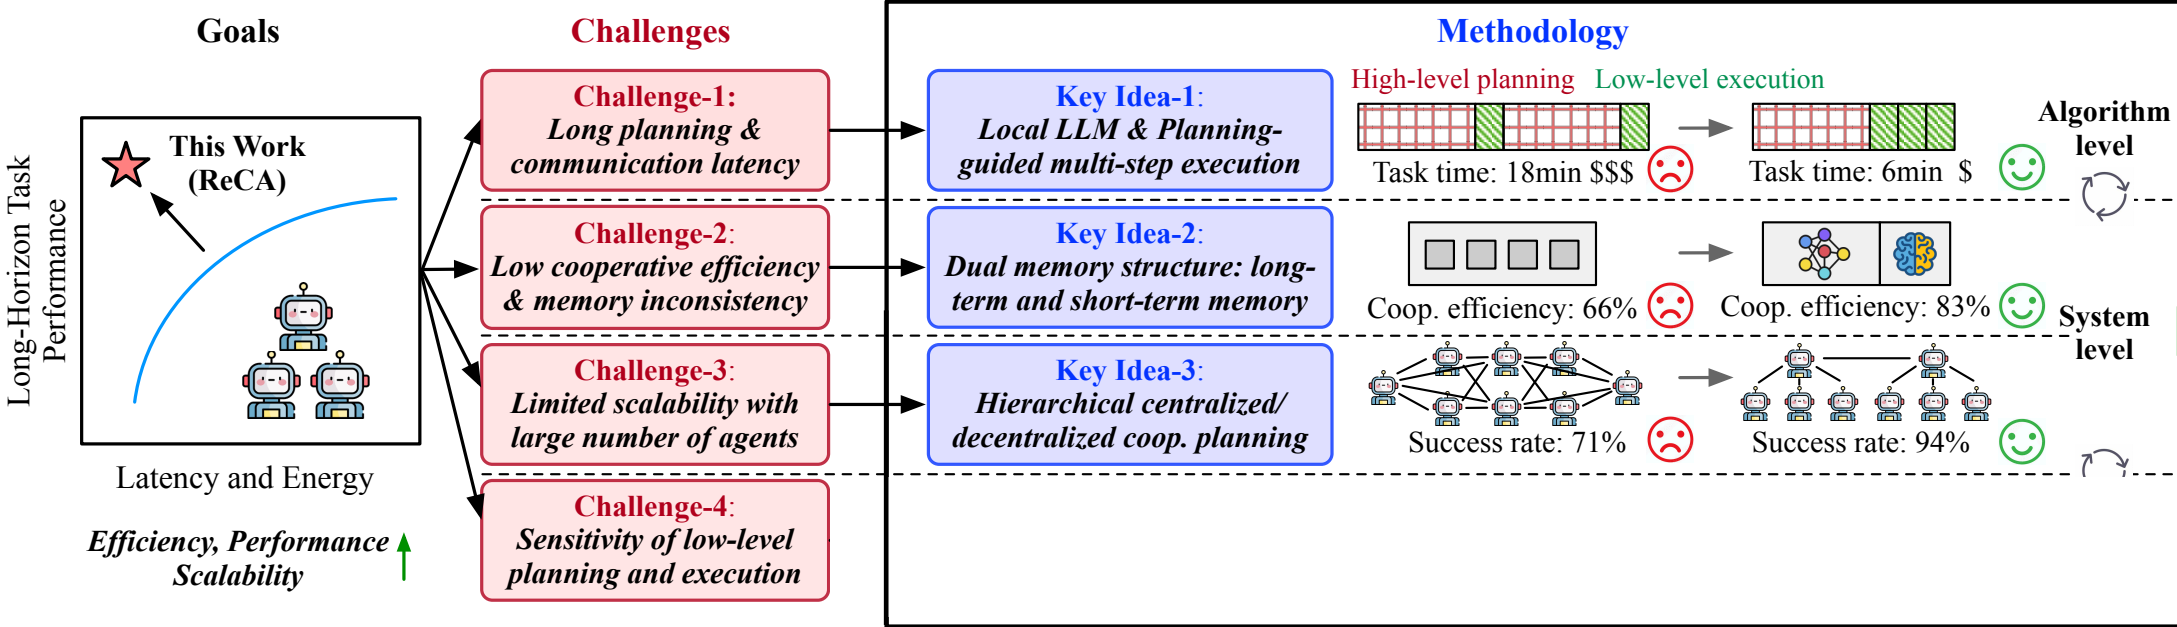 Goals
Challenges
Methodology
Long-Horizon Task
Performance
This Work
(ReCA)
Latency and Energy
Efficiency, Performance
Scalability
Challenge-1:
Long planning &
communication latency
Challenge-2:
Low cooperative efficiency
& memory inconsistency
Challenge-3:
Limited scalability with
large number of agents
Challenge-4:
Sensitivity of low-level
planning and execution
Key Idea-1:
Local LLM & Planning-
guided multi-step execution
Key Idea-2:
Dual memory structure: long-
term and short-term memory
Key Idea-3:
Hierarchical centralized/
decentralized coop. planning
High-level planning
Low-level execution
Task time: 18min $$$
Task time: 6min $
Coop. efficiency: 66%
Coop. efficiency: 83%
Success rate: 71%
Success rate: 94%
Algorithm
level
System
level